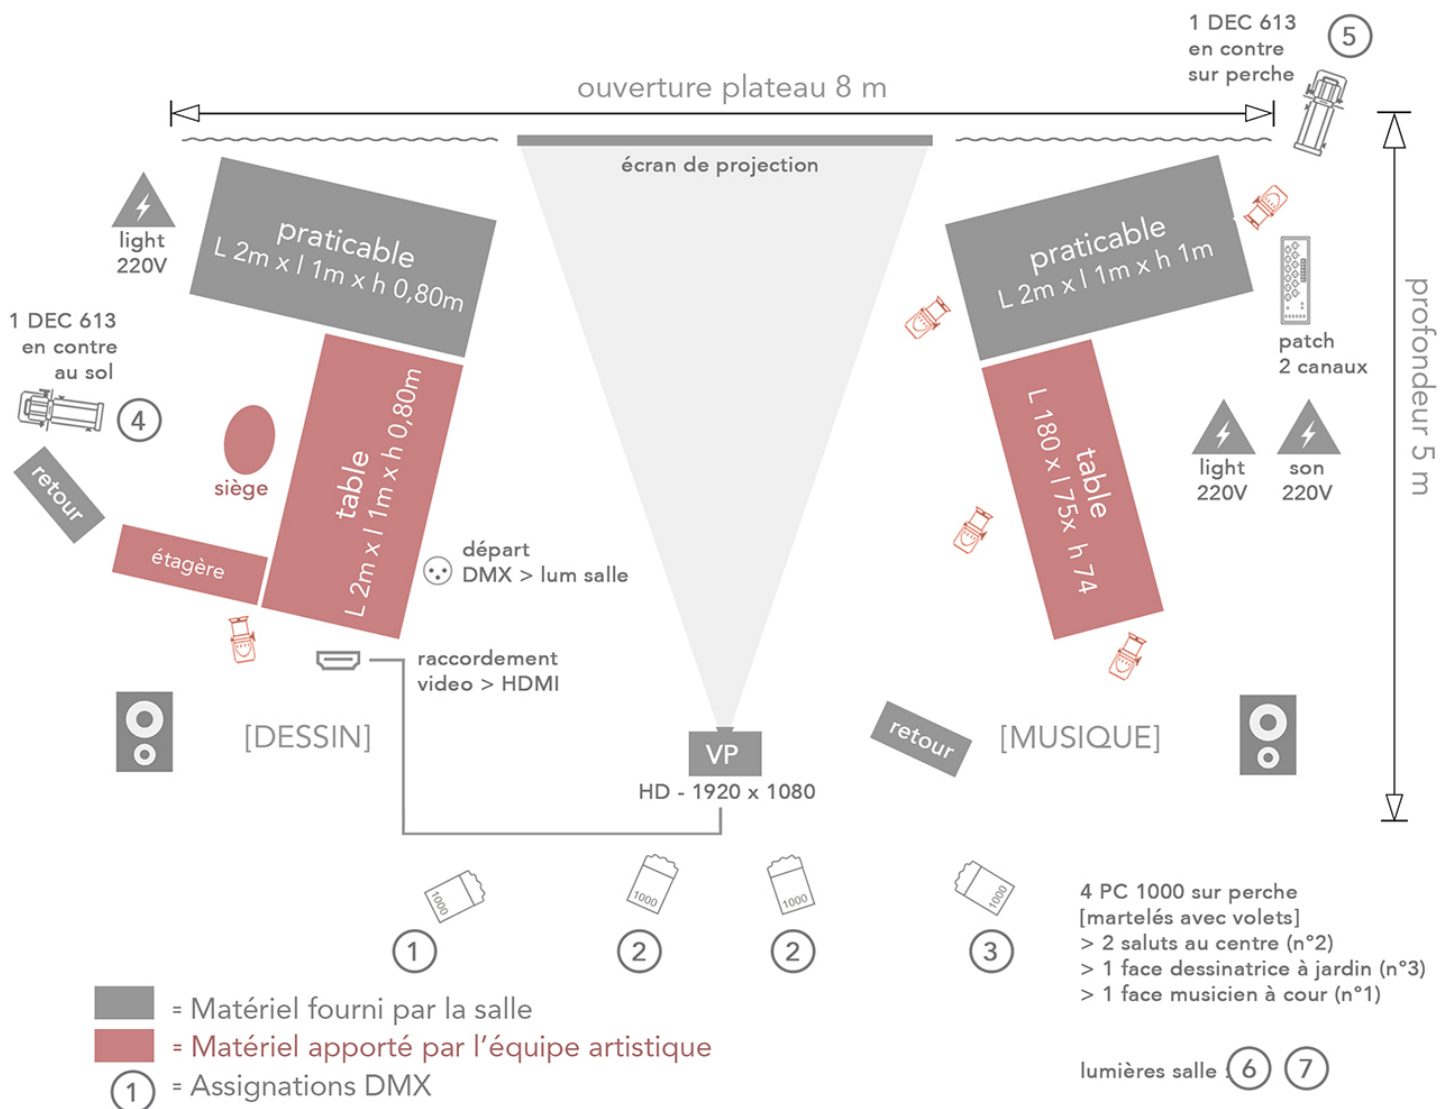 1 DEC 613
en contre
sur perche
5
ouverture plateau 8 m
écran de projection
light
220V
praticable
L 2m x l 1m x h 0,80m
praticable
L 2m x l 1m x h 1m
patch
2 canaux
profondeur 5 m
1 DEC 613
en contre
au sol
4
retour
siège
étagère
table
L 2m x l 1m x h 0,80m
départ
DMX > lum salle
table
L 180 x l 75x h 74
light
220V
son
220V
raccordement
video > HDMI
[DESSIN]
VP
HD - 1920 x 1080
retour
[MUSIQUE]
1000
1000
1000
1000
1
2
2
3
4 PC 1000 sur perche
[martelés avec volets]
> 2 saluts au centre (n°2)
> 1 face dessinatrice à jardin (n°3)
> 1 face musicien à cour (n°1)
= Matériel fourni par la salle
= Matériel apporté par l'équipe artistique
1 = Assignations DMX
lumières salle : 6 7